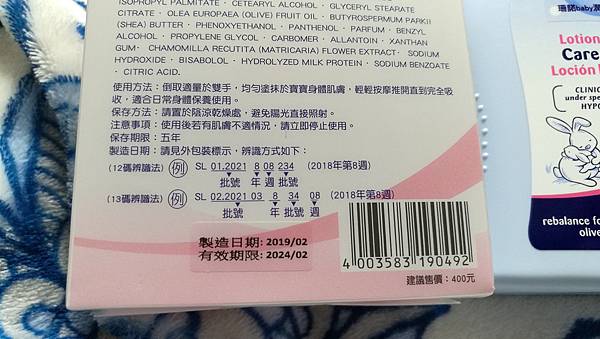 ISOPROPYL PALMITATE · CETEARYL ALCOHOL · GLYCERYL STEARATE
CITRATE · OLEA EUROPAEA (OLIVE) FRUIT OIL · BUTYROSPERMUM PARKII
(SHEA) BUTTER · PHENOXYETHANOL · PANTHENOL · PARFUM · BENZYL
ALCOHOL · PROPYLENE GLYCOL · CARBOMER · ALLANTOIN · XANTHAN
GUM · CHAMOMILLA RECUTITA (MATRICARIA) FLOWER EXTRACT · SODIUM
HYDROXIDE · BISABOLOL · HYDROLYZED MILK PROTEIN · SODIUM BENZOATE
· CITRIC ACID.
使用方法：倒取適量於雙手，均勻塗抹於寶寶身體肌膚，輕輕按摩推開直到完全吸
收，適合日常身體保養使用。
保存方法：請置於陰涼乾燥處，避免陽光直接照射。
注意事項：使用後若有肌膚不適情況，請立即停止使用。
保存期限：五年
製造日期：請見外包裝標示，辨識方式如下：
(12碼辨識法) 例 SL 01.2021 8 08 234 (2018年第8週)
批號 年 週 批號
(13碼辨識法) 例 SL 02.2021 03 8 34 08 (2018年第8週)
批號 年 批號 週
製造日期: 2019/02
有效期限: 2024/02
4 003583 190492
建議售價：400元
珊諾baby潤
Lotion
Care
Loción
CLINIC
under spe
HYPO
rebalance fo
olive